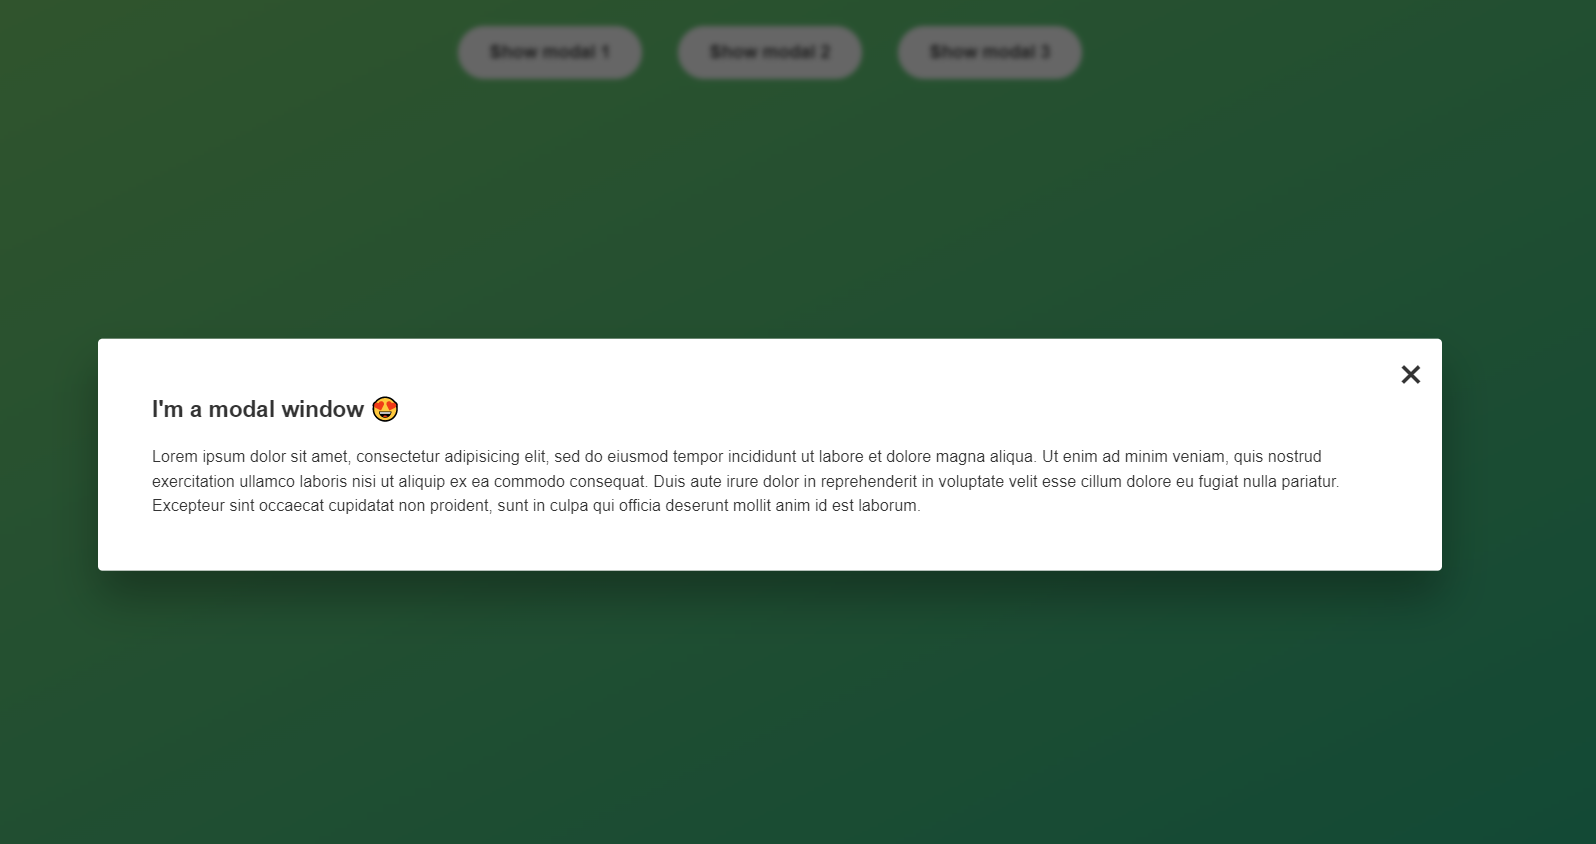 Show modal 1 Show modal 2 Show modal 3
I'm a modal window 😍
Lorem ipsum dolor sit amet, consectetur adipisicing elit, sed do eiusmod tempor incididunt ut labore et dolore magna aliqua. Ut enim ad minim veniam, quis nostrud
exercitation ullamco laboris nisi ut aliquip ex ea commodo consequat. Duis aute irure dolor in reprehenderit in voluptate velit esse cillum dolore eu fugiat nulla pariatur.
Excepteur sint occaecat cupidatat non proident, sunt in culpa qui officia deserunt mollit anim id est laborum.